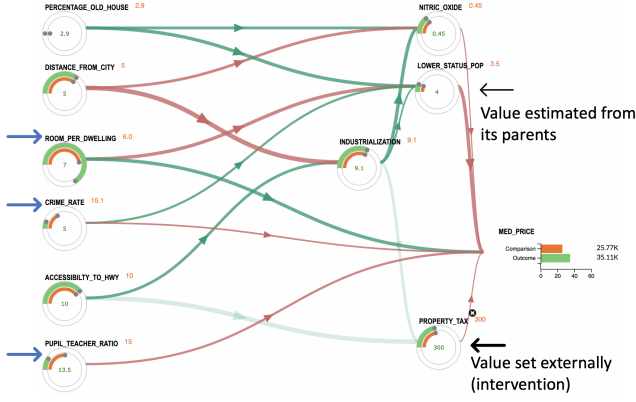 PERCENTAGE_OLD_HOUSE 2.9
2.9
DISTANCE_FROM_CITY 5
5
ROOM_PER_DWELLING 6.0
7
CRIME_RATE 15.1
5
ACCESSIBILTY_TO_HWY 10
10
PUPIL_TEACHER_RATIO 15
13.5
INDUSTRIALIZATION 9.1
9.1
NITRIC_OXIDE 0.45
0.45
LOWER_STATUS_POP 3.5
4
Value estimated from
its parents
MED_PRICE
Comparison 25.77K
Outcome 35.11K
0 20 40 60
PROPERTY_TAX 300
300
Value set externally
(intervention)